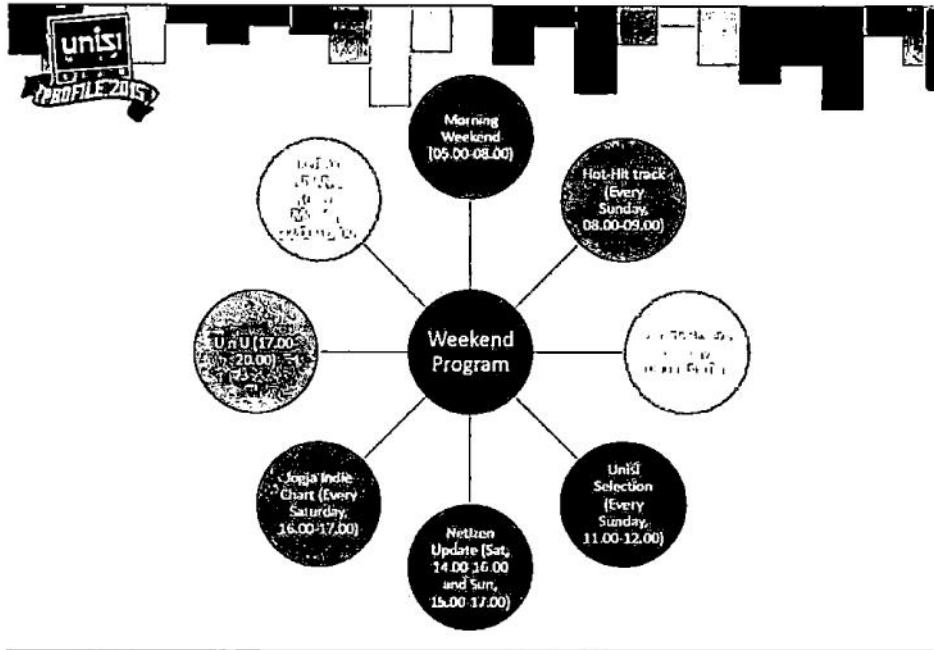 unisi
PROFILE 2015
Morning
Weekend
(05.00-08.00)
Hot-Hit track
(Every
Sunday,
08.00-09.00)
Weekend
Program
Unisi
Selection
(Every
Sunday,
11.00-12.00)
Netizen
Update (Sat,
14.00-16.00
and Sun,
15.00-17.00)
Jogja Indie
Chart (Every
Saturday,
16.00-17.00)
U n U (17.00-
20.00)